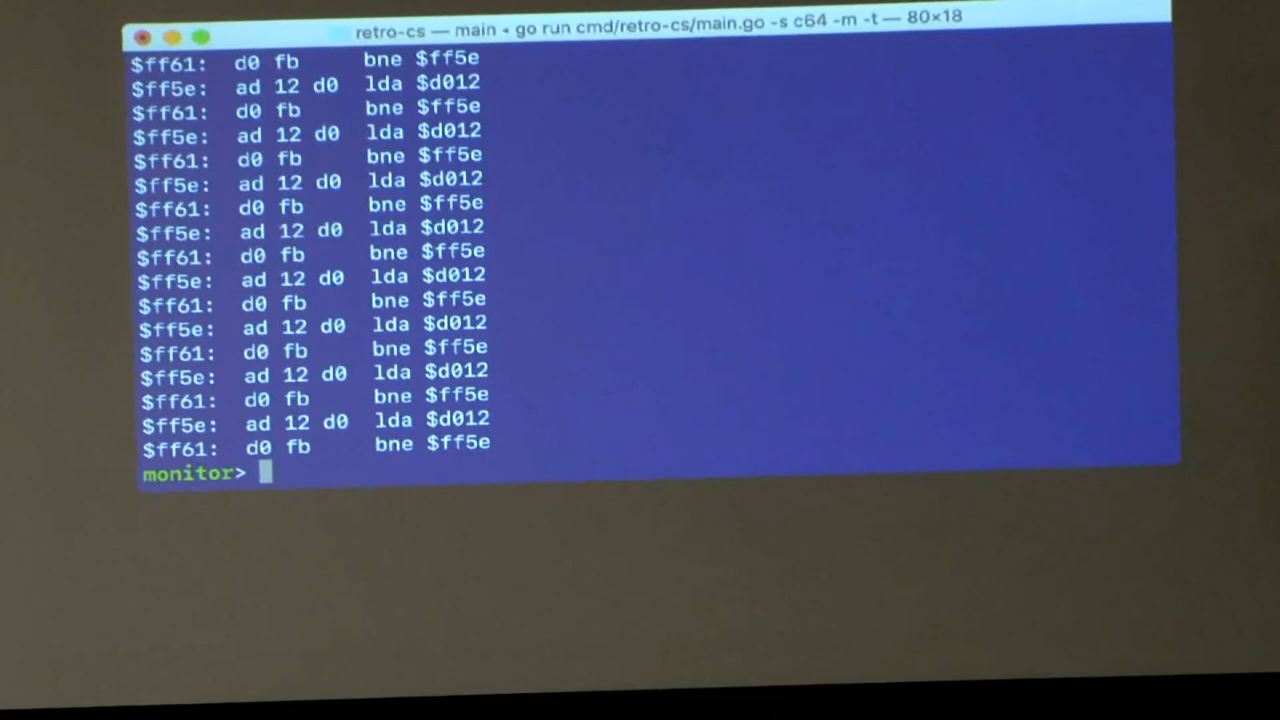 retro-cs — main • go run cmd/retro-cs/main.go -s c64 -m -t — 80×18
$ff61: d0 fb bne $ff5e
$ff5e: ad 12 d0 lda $d012
$ff61: d0 fb bne $ff5e
$ff5e: ad 12 d0 lda $d012
$ff61: d0 fb bne $ff5e
$ff5e: ad 12 d0 lda $d012
$ff61: d0 fb bne $ff5e
$ff5e: ad 12 d0 lda $d012
$ff61: d0 fb bne $ff5e
$ff5e: ad 12 d0 lda $d012
$ff61: d0 fb bne $ff5e
$ff5e: ad 12 d0 lda $d012
$ff61: d0 fb bne $ff5e
$ff5e: ad 12 d0 lda $d012
$ff61: d0 fb bne $ff5e
$ff5e: ad 12 d0 lda $d012
$ff61: d0 fb bne $ff5e
monitor>